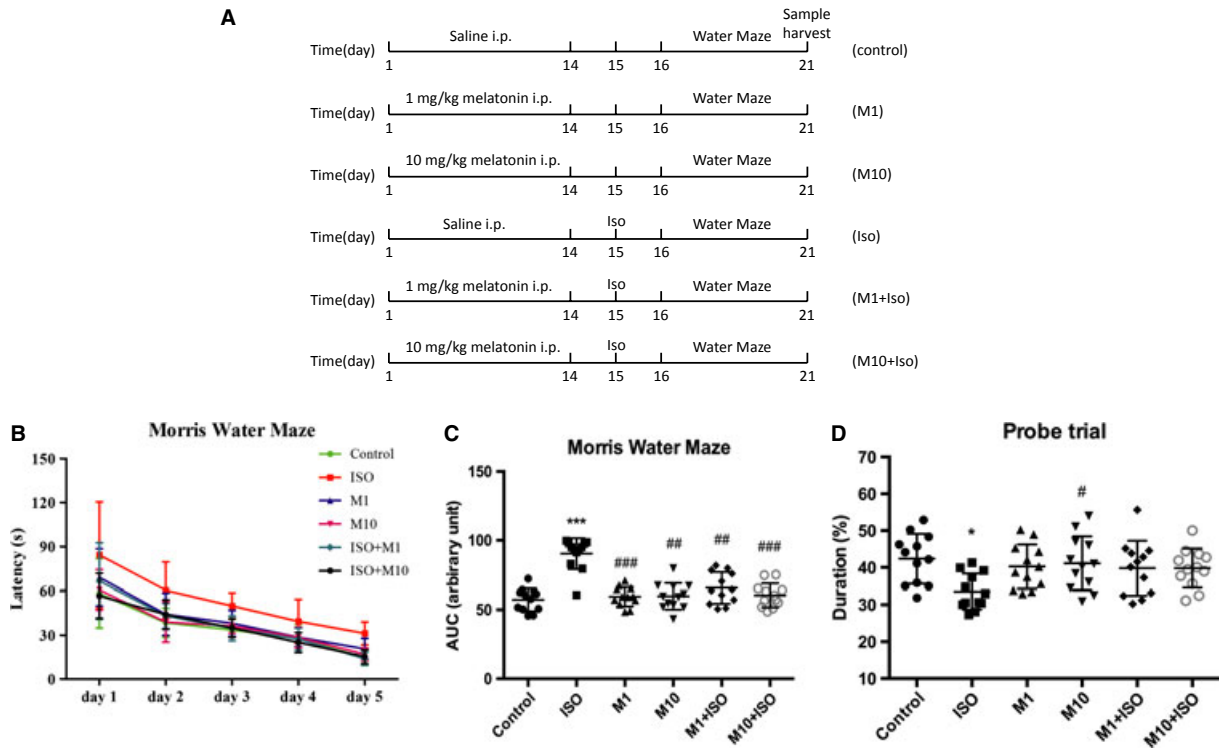 A
Sample
harvest
Saline i.p.
Water Maze
Time(day)
(control)
1 14 15 16 21
1 mg/kg melatonin i.p.
Water Maze
Time(day)
(M1)
1 14 15 16 21
10 mg/kg melatonin i.p.
Water Maze
Time(day)
(M10)
1 14 15 16 21
Saline i.p.
Iso
Water Maze
Time(day)
(Iso)
1 14 15 16 21
1 mg/kg melatonin i.p.
Iso
Water Maze
Time(day)
(M1+Iso)
1 14 15 16 21
10 mg/kg melatonin i.p.
Iso
Water Maze
Time(day)
(M10+Iso)
1 14 15 16 21
B
Morris Water Maze
Latency (s)
150
120
90
60
30
0
day 1 day 2 day 3 day 4 day 5
Control
ISO
M1
M10
ISO+M1
ISO+M10
C
Morris Water Maze
AUC (arbirary unit)
150
100
50
0
***
###
##
##
###
Control ISO M1 M10 M1+ISO M10+ISO
D
Probe trial
Duration (%)
70
60
50
40
30
20
10
*
#
Control ISO M1 M10 M1+ISO M10+ISO